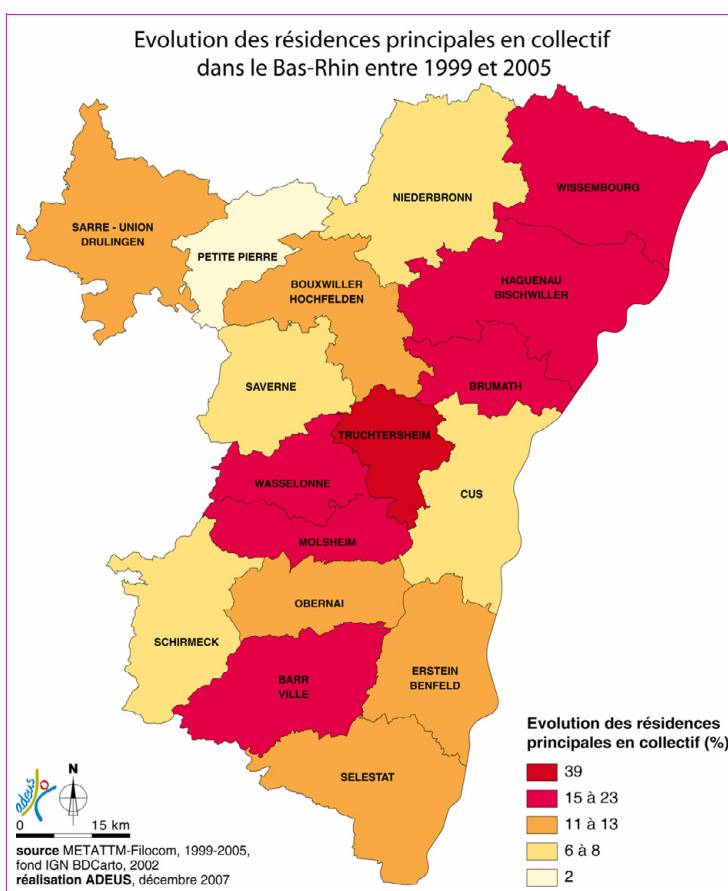 Evolution des résidences principales en collectif
dans le Bas-Rhin entre 1999 et 2005
WISSEMBOURG
NIEDERBRONN
SARRE - UNION
DRULINGEN
PETITE PIERRE
BOUXWILLER
HOCHFELDEN
HAGUENAU
BISCHWILLER
SAVERNE
BRUMATH
TRUCHTERSHEIM
WASSELONNE
CUS
MOLSHEIM
OBERNAI
SCHIRMECK
ERSTEIN
BENFELD
BARR
VILLE
SELESTAT
Evolution des résidences
principales en collectif (%)
39
15 à 23
11 à 13
6 à 8
2
adeus
N
0 15 km
source METATTM-Filocom, 1999-2005,
fond IGN BDCarto, 2002
réalisation ADEUS, décembre 2007